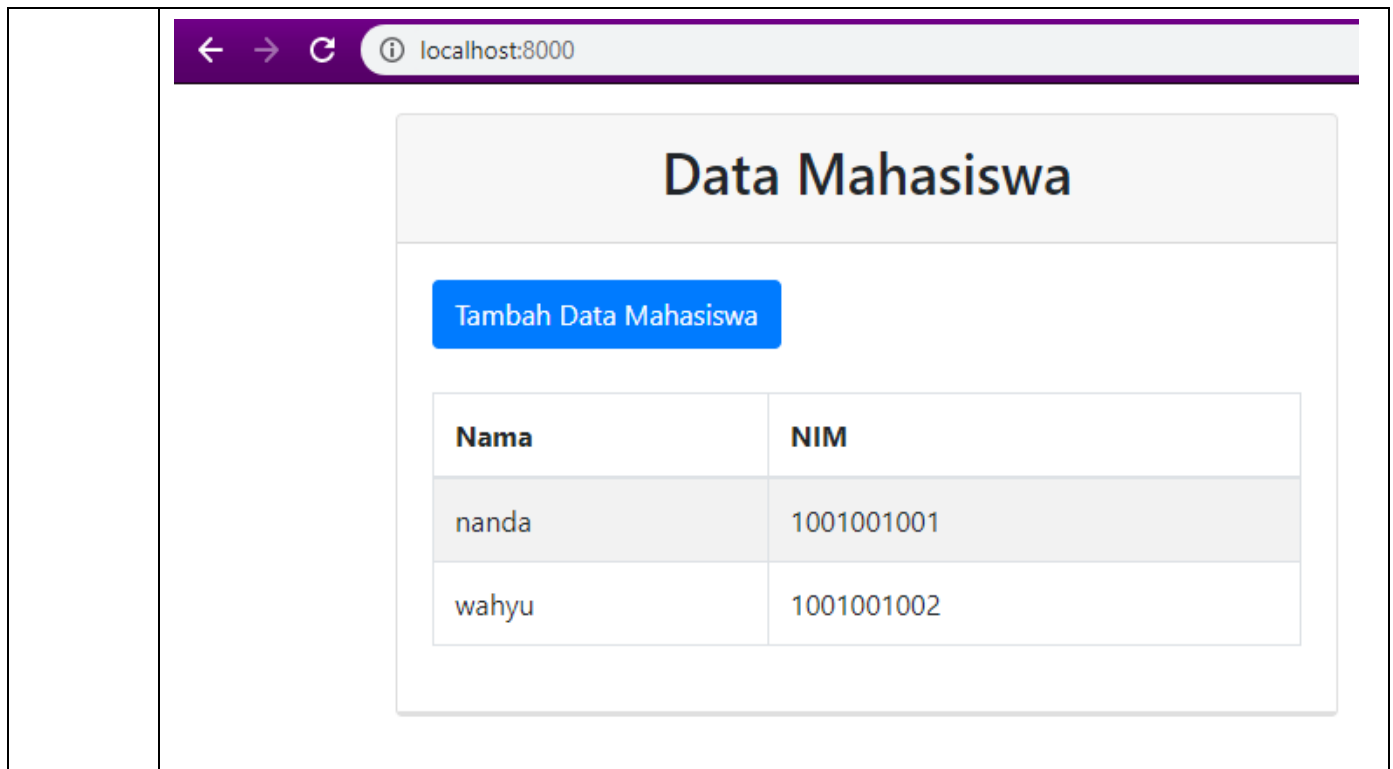 localhost:8000
Data Mahasiswa
Tambah Data Mahasiswa
Nama NIM
nanda 1001001001
wahyu 1001001002